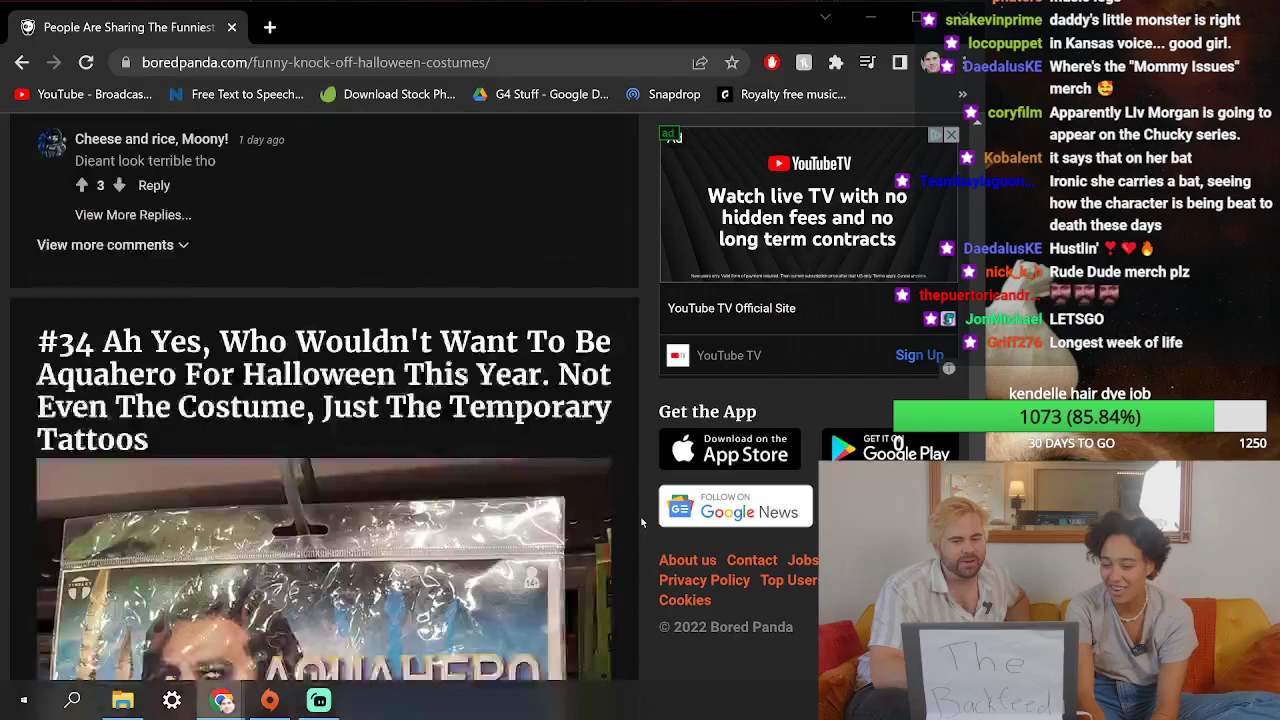 People Are Sharing The Funniest
boredpanda.com/funny-knock-off-halloween-costumes/
YouTube - Broadcas...
Free Text to Speech...
Download Stock Ph...
G4 Stuff - Google D...
Snapdrop
Royalty free music...
Cheese and rice, Moony! 1 day ago
Dieant look terrible tho
3 Reply
View More Replies...
View more comments
#34 Ah Yes, Who Wouldn't Want To Be
Aquahero For Halloween This Year. Not
Even The Costume, Just The Temporary
Tattoos
14+
AQUAHERO
ad
YouTubeTV
Watch live TV with no
hidden fees and no
long term contracts
YouTube TV Official Site
YouTube TV
Sign Up
Get the App
Download on the
App Store
GET IT ON
Google Play
FOLLOW ON
Google News
About us Contact Jobs
Privacy Policy Top Users
Cookies
© 2022 Bored Panda
snakevinprime daddy's little monster is right
locopuppet in Kansas voice... good girl.
DaedalusKE Where's the "Mommy Issues"
merch
coryfilm Apparently LIv Morgan is going to
appear on the Chucky series.
Kobalent it says that on her bat
Teambaylagoon... Ironic she carries a bat, seeing
how the character is being beat to
death these days
DaedalusKE Hustlin'
Rude Dude merch plz
thepuertoricandr...
JonMichael LETSGO
Griff276 Longest week of life
kendelle hair dye job
1073 (85.84%)
0
30 DAYS TO GO
1250
The
Backfeed